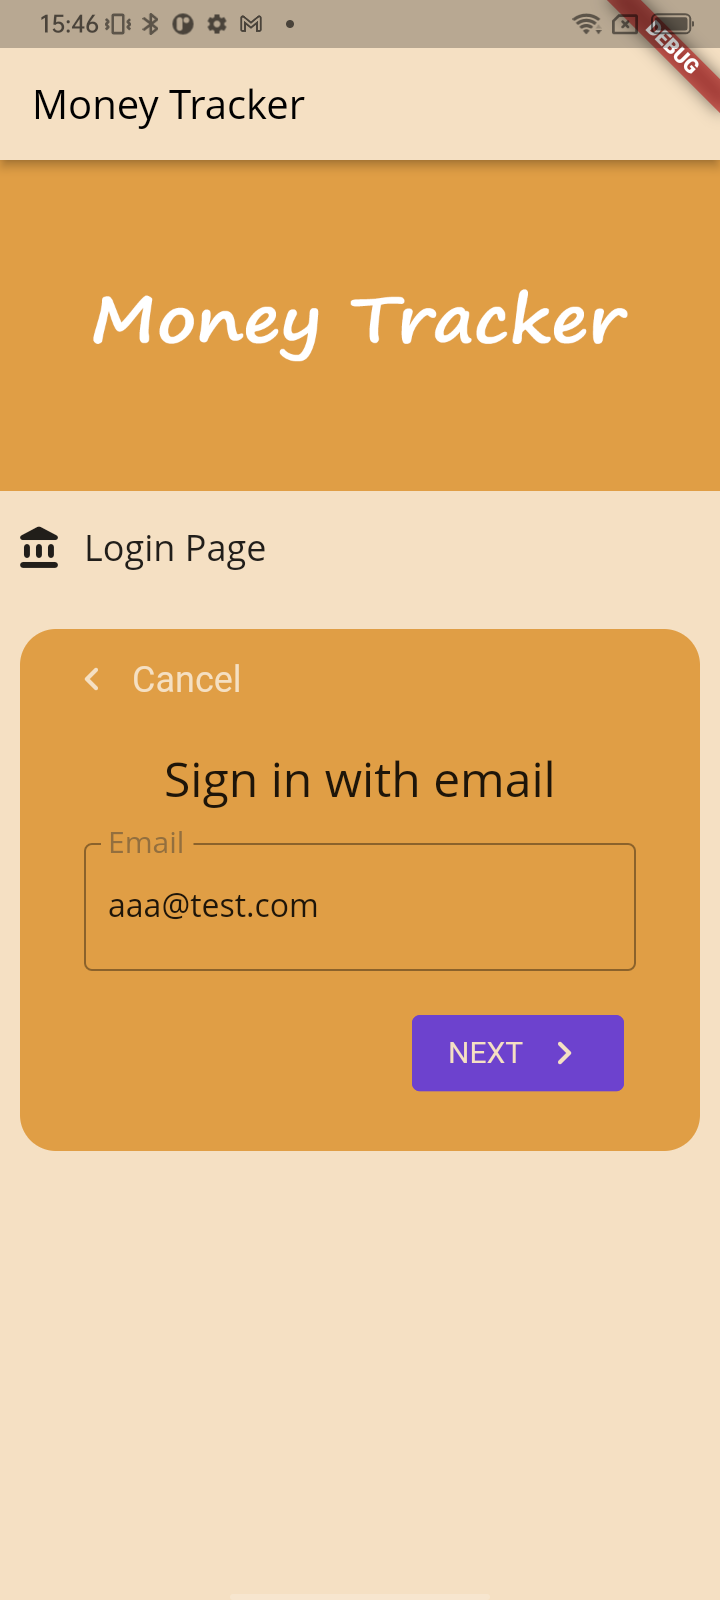 15:46
DEBUG
Money Tracker
Money Tracker
Login Page
Cancel
Sign in with email
Email
aaa@test.com
NEXT